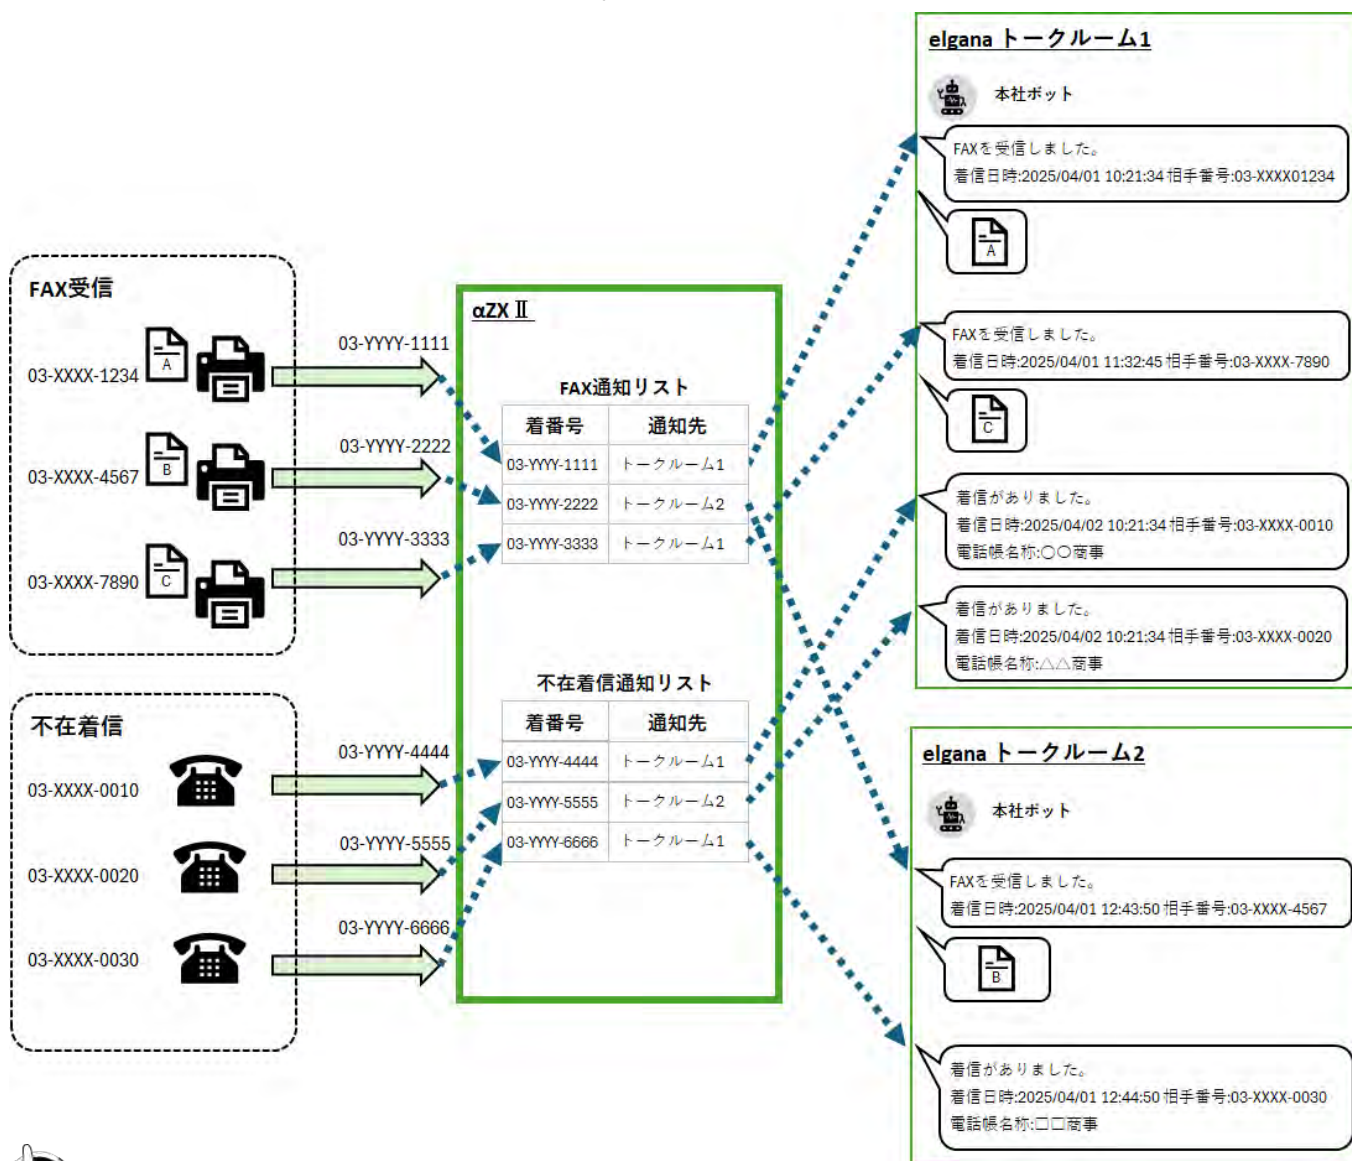 FAX受信
03-XXXX-1234
A
03-XXXX-4567
B
03-XXXX-7890
C
03-YYYY-1111
03-YYYY-2222
03-YYYY-3333
不在着信
03-XXXX-0010
03-XXXX-0020
03-XXXX-0030
03-YYYY-4444
03-YYYY-5555
03-YYYY-6666
αZX Ⅱ
FAX通知リスト
着番号 通知先
03-YYYY-1111 トークルーム1
03-YYYY-2222 トークルーム2
03-YYYY-3333 トークルーム1
不在着信通知リスト
着番号 通知先
03-YYYY-4444 トークルーム1
03-YYYY-5555 トークルーム2
03-YYYY-6666 トークルーム1
elgana トークルーム1
本社ボット
FAXを受信しました。
着信日時:2025/04/01 10:21:34 相手番号:03-XXXX01234
A
FAXを受信しました。
着信日時:2025/04/01 11:32:45 相手番号:03-XXXX-7890
C
着信がありました。
着信日時:2025/04/02 10:21:34 相手番号:03-XXXX-0010
電話帳名称:〇〇商事
着信がありました。
着信日時:2025/04/02 10:21:34 相手番号:03-XXXX-0020
電話帳名称:△△商事
elgana トークルーム2
本社ボット
FAXを受信しました。
着信日時:2025/04/01 12:43:50 相手番号:03-XXXX-4567
B
着信がありました。
着信日時:2025/04/01 12:44:50 相手番号:03-XXXX-0030
電話帳名称:□□商事